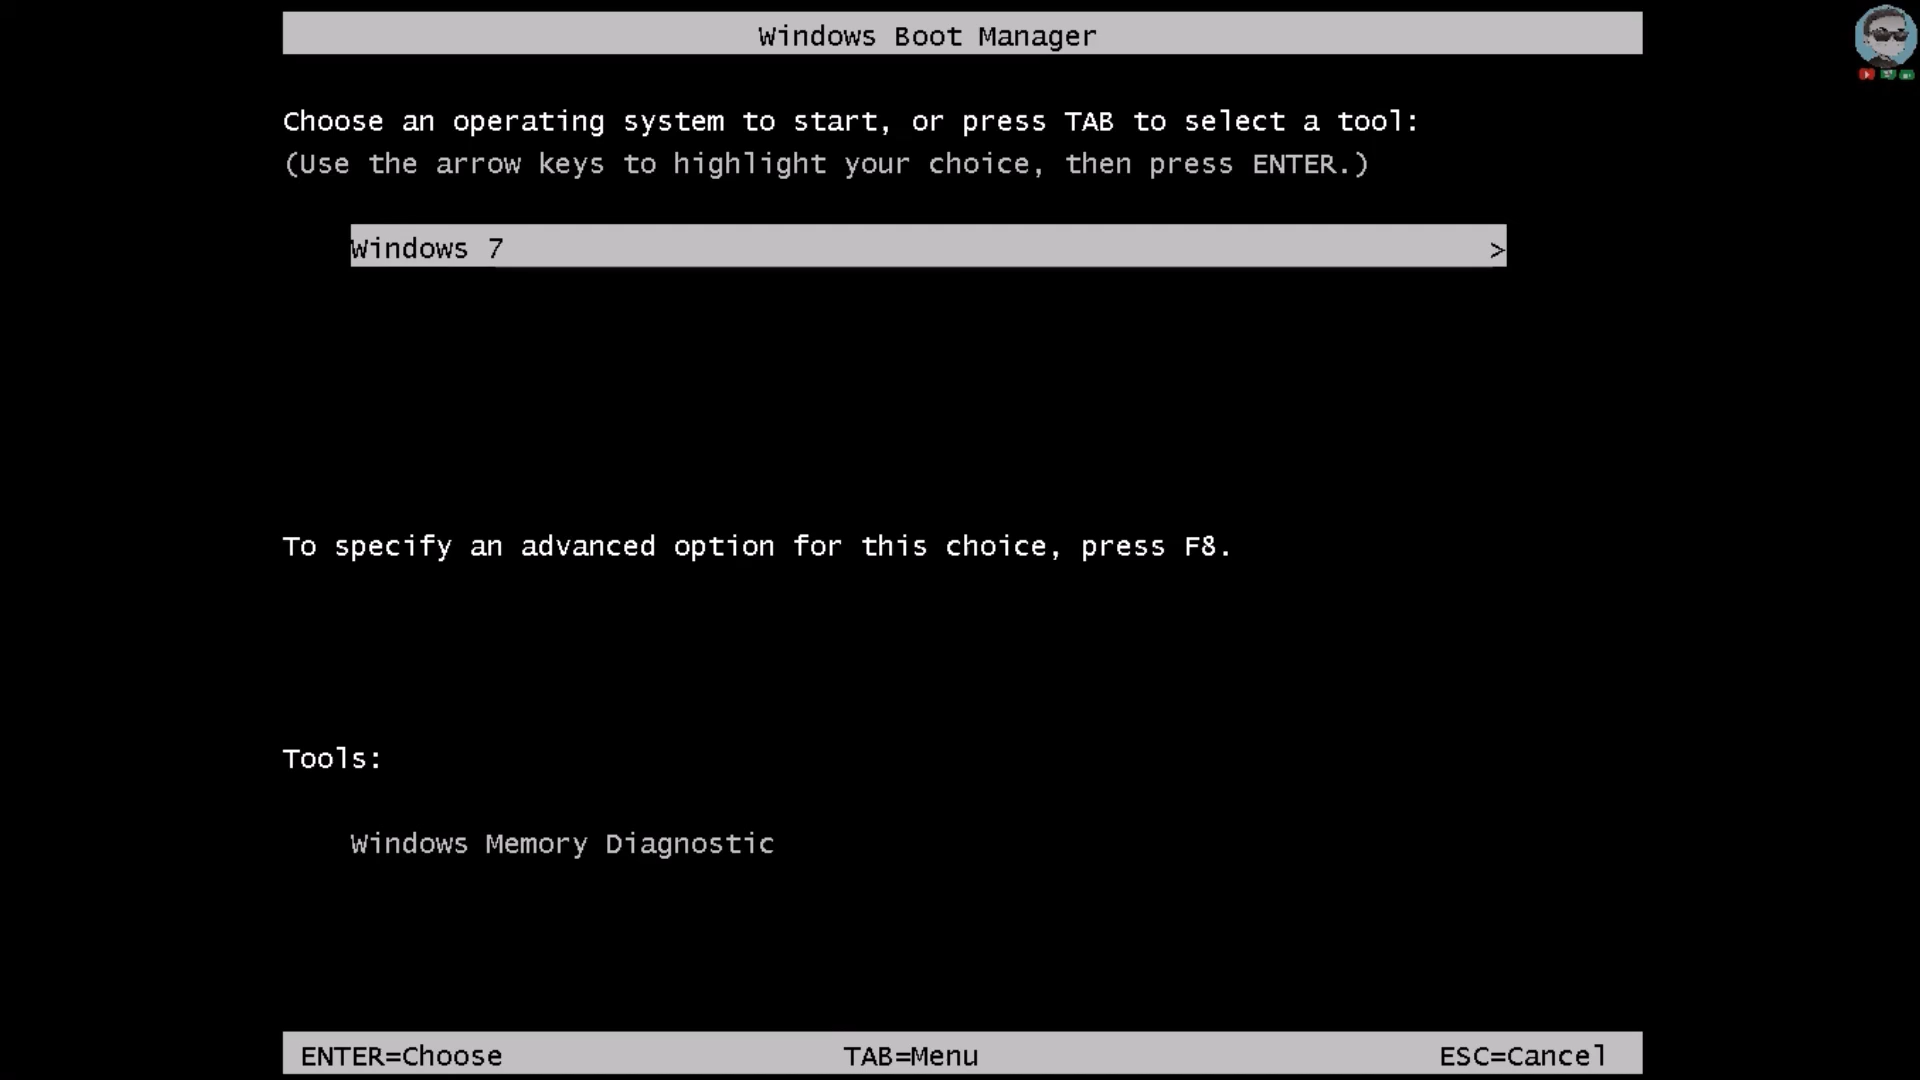 Windows Boot Manager
Choose an operating system to start, or press TAB to select a tool:
(Use the arrow keys to highlight your choice, then press ENTER.)
Windows 7 >
To specify an advanced option for this choice, press F8.
Tools:
Windows Memory Diagnostic
ENTER=Choose TAB=Menu ESC=Cancel